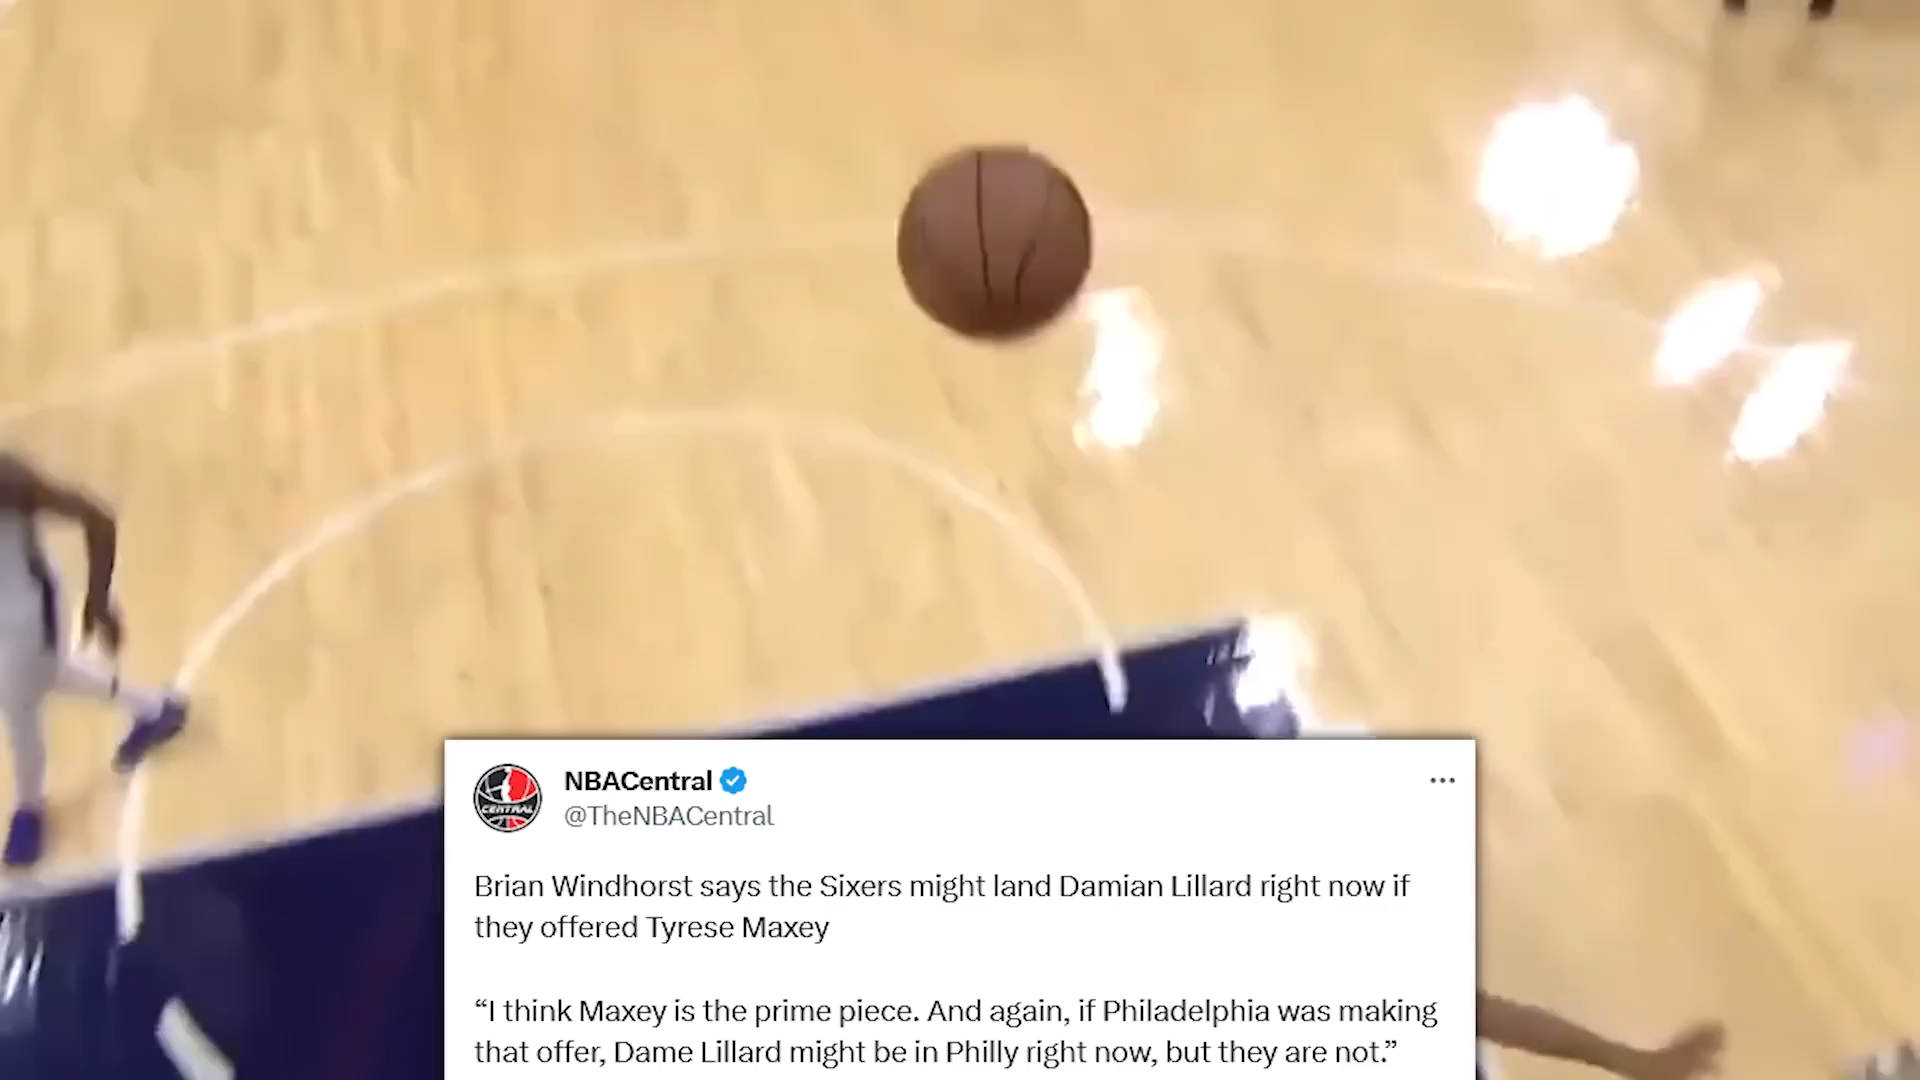 CENTRAL
NBACentral
@TheNBACentral
Brian Windhorst says the Sixers might land Damian Lillard right now if
they offered Tyrese Maxey
“I think Maxey is the prime piece. And again, if Philadelphia was making
that offer, Dame Lillard might be in Philly right now, but they are not.”